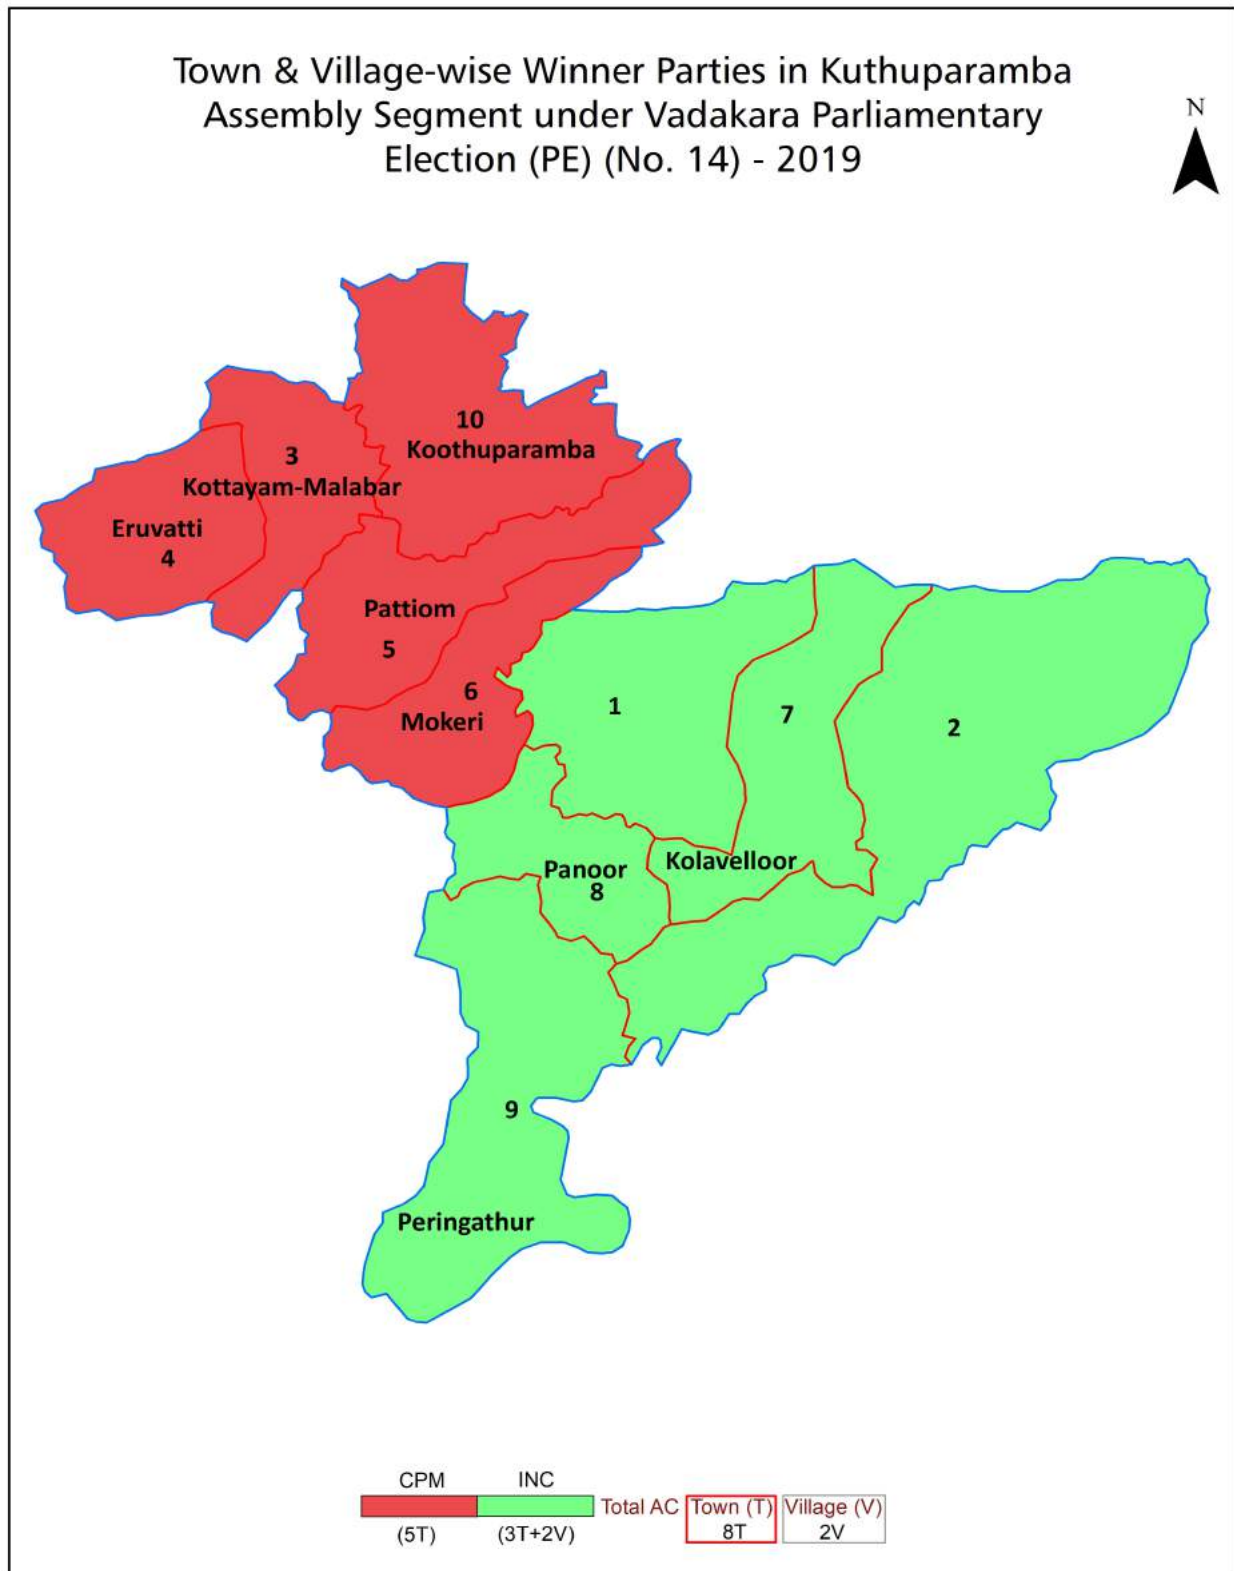 Town & Village-wise Winner Parties in Kuthuparamba
Assembly Segment under Vadakara Parliamentary
Election (PE) (No. 14) - 2019
N
10
Koothuparamba
3
Kottayam-Malabar
Eruvatti
4
Pattiom
5
6
Mokeri
1
7
2
Kolavelloor
Panoor
8
9
Peringathur
CPM INC
Total AC Town (T) Village (V)
(5T) (3T+2V) 8T 2V